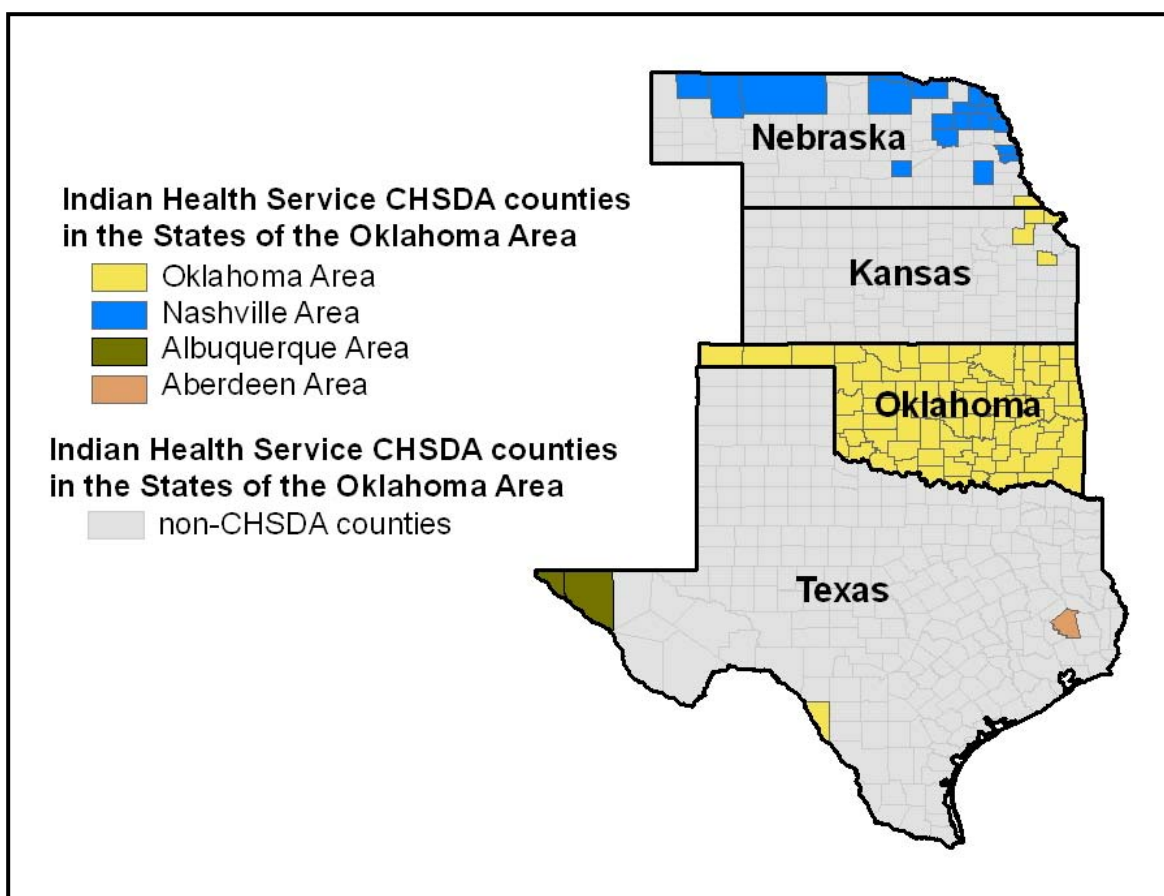 Nebraska
Indian Health Service CHSDA counties
in the States of the Oklahoma Area
Oklahoma Area
Nashville Area
Albuquerque Area
Aberdeen Area
Kansas
Oklahoma
Indian Health Service CHSDA counties
in the States of the Oklahoma Area
non-CHSDA counties
Texas